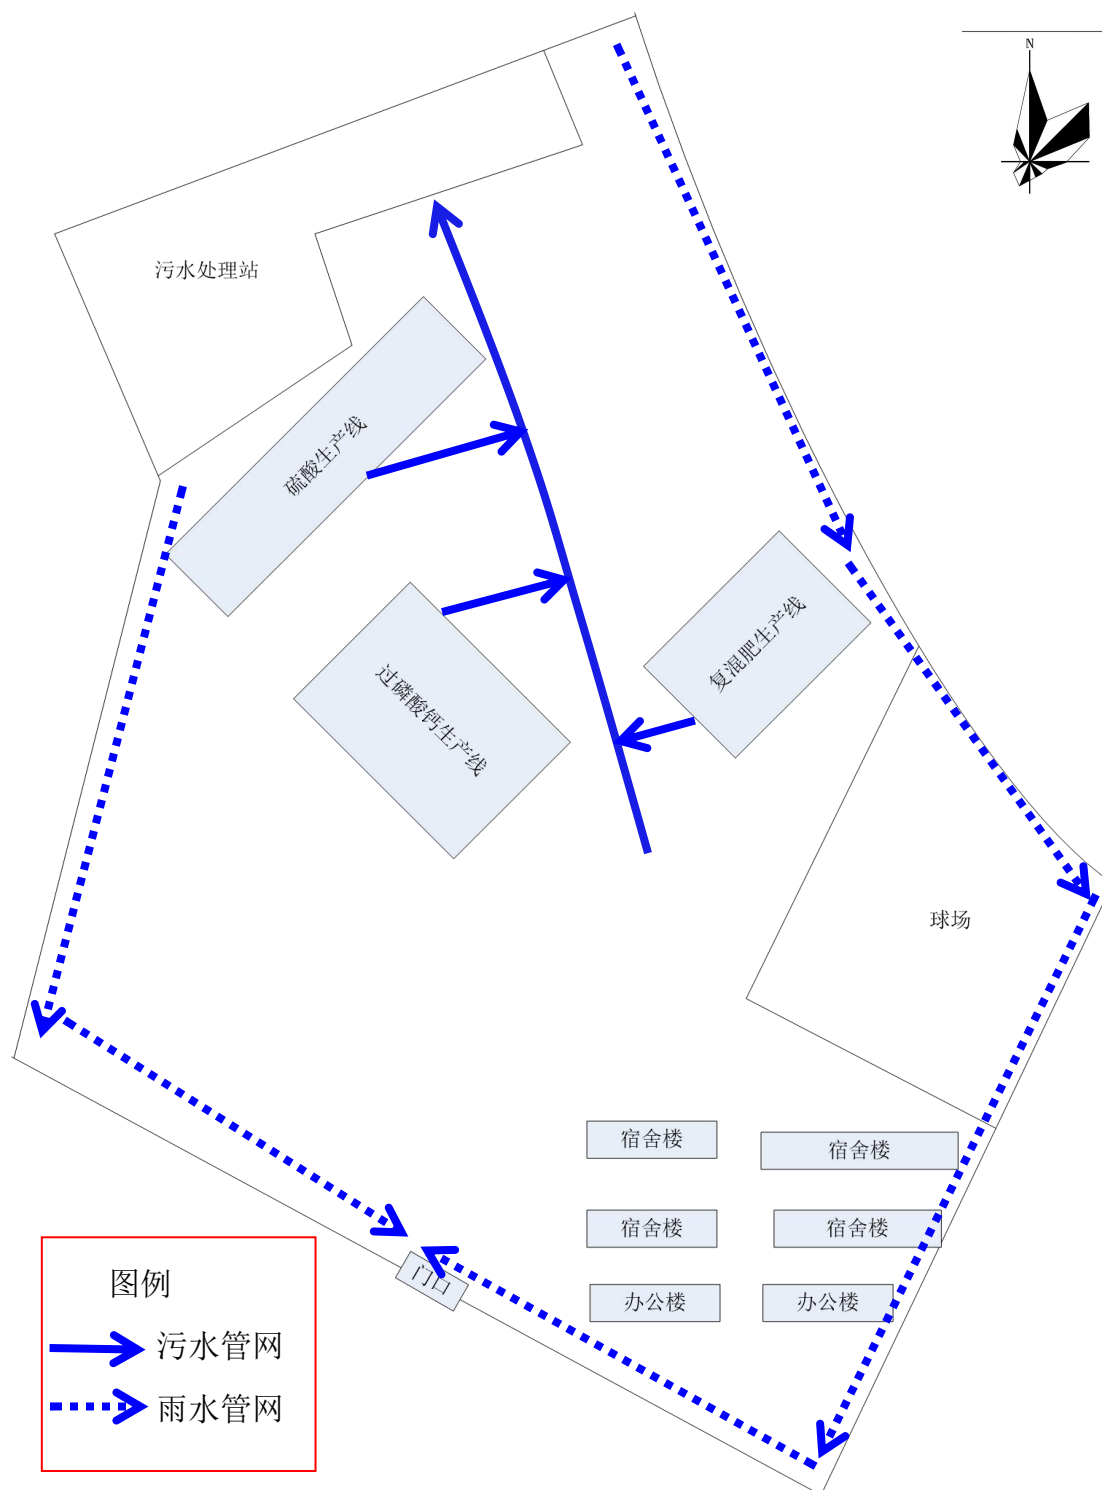 N
污水处理站
硫酸生产线
过磷酸钙生产线
复混肥生产线
球场
宿舍楼
宿舍楼
宿舍楼
宿舍楼
办公楼
办公楼
门口
图例
污水管网
雨水管网